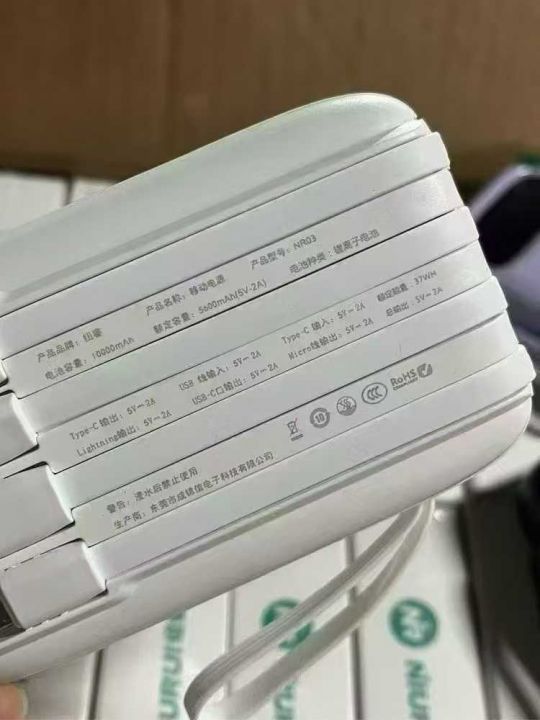 产品品牌：纽豪 产品名称：移动电源 产品型号：NR03
电池容量：10000mAh 额定容量：5600mAh(5V-2A) 电池种类：锂离子电池
Type-C 输出：5V⎓2A USB 线输入：5V⎓2A Type-C 输入：5V⎓2A 额定能量：37WH
Lightning输出：5V⎓2A USB-C口输出：5V⎓2A Micro线输出：5V⎓2A 总输出：5V⎓2A
10 CCC RoHS
警告：浸水后禁止使用
生产商：东莞市成镁信电子科技有限公司